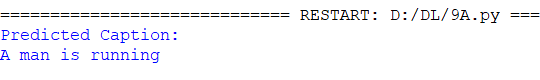 ============================= RESTART: D:/DL/9A.py ===
Predicted Caption:
A man is running